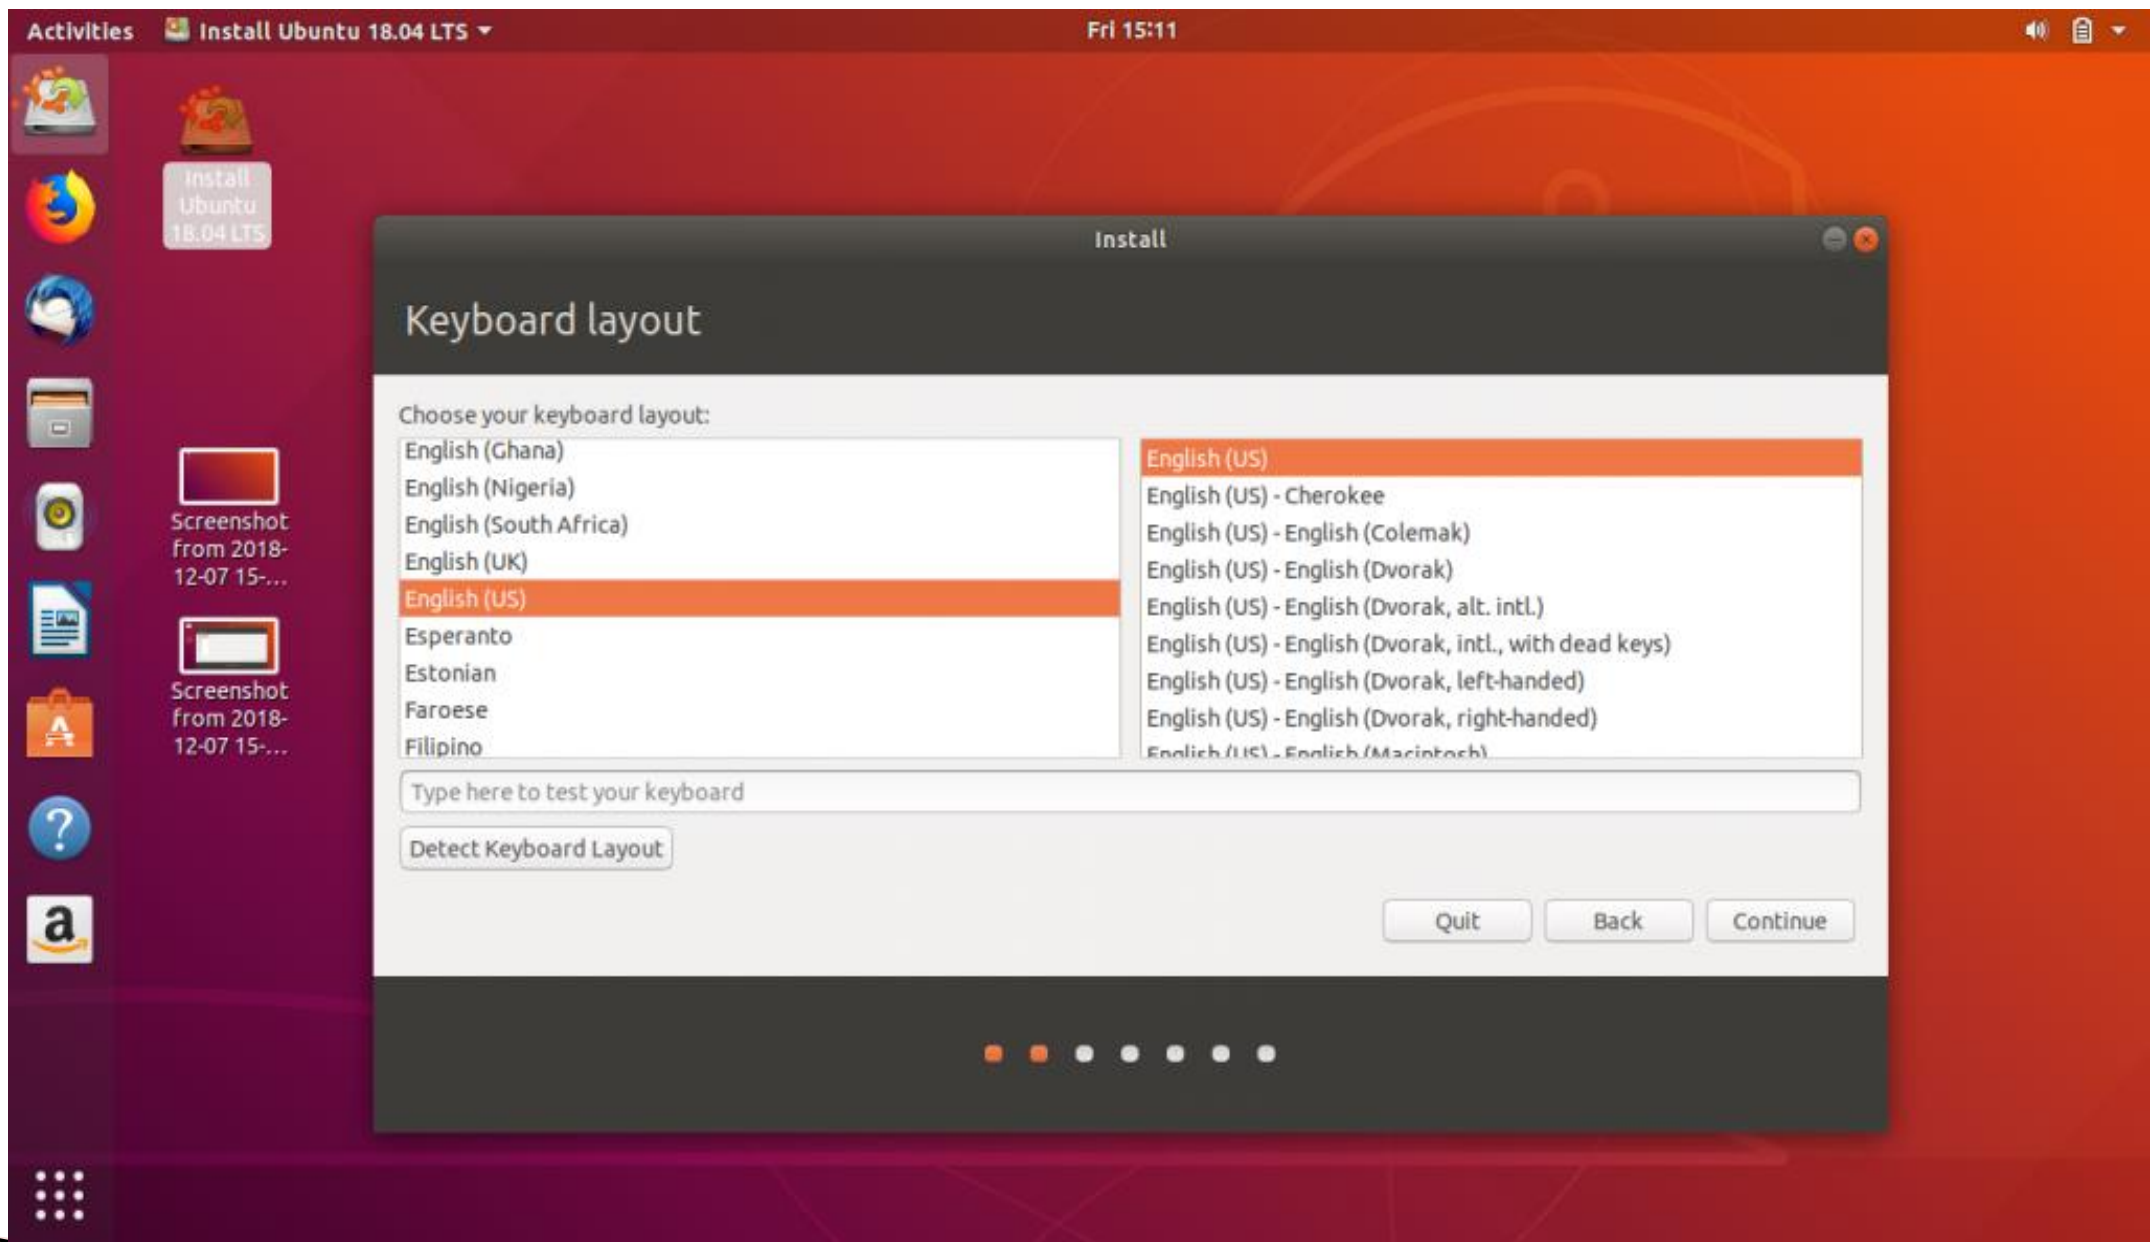 Activities
Install Ubuntu 18.04 LTS
Fri 15:11
Install
Ubuntu
18.04 LTS
Screenshot
from 2018-
12-07 15-...
Screenshot
from 2018-
12-07 15-...
Install
Keyboard layout
Choose your keyboard layout:
English (Ghana)
English (Nigeria)
English (South Africa)
English (UK)
English (US)
Esperanto
Estonian
Faroese
Filipino
English (US)
English (US) - Cherokee
English (US) - English (Colemak)
English (US) - English (Dvorak)
English (US) - English (Dvorak, alt. intl.)
English (US) - English (Dvorak, intl., with dead keys)
English (US) - English (Dvorak, left-handed)
English (US) - English (Dvorak, right-handed)
English (US) - English (Macintosh)
Type here to test your keyboard
Detect Keyboard Layout
Quit
Back
Continue